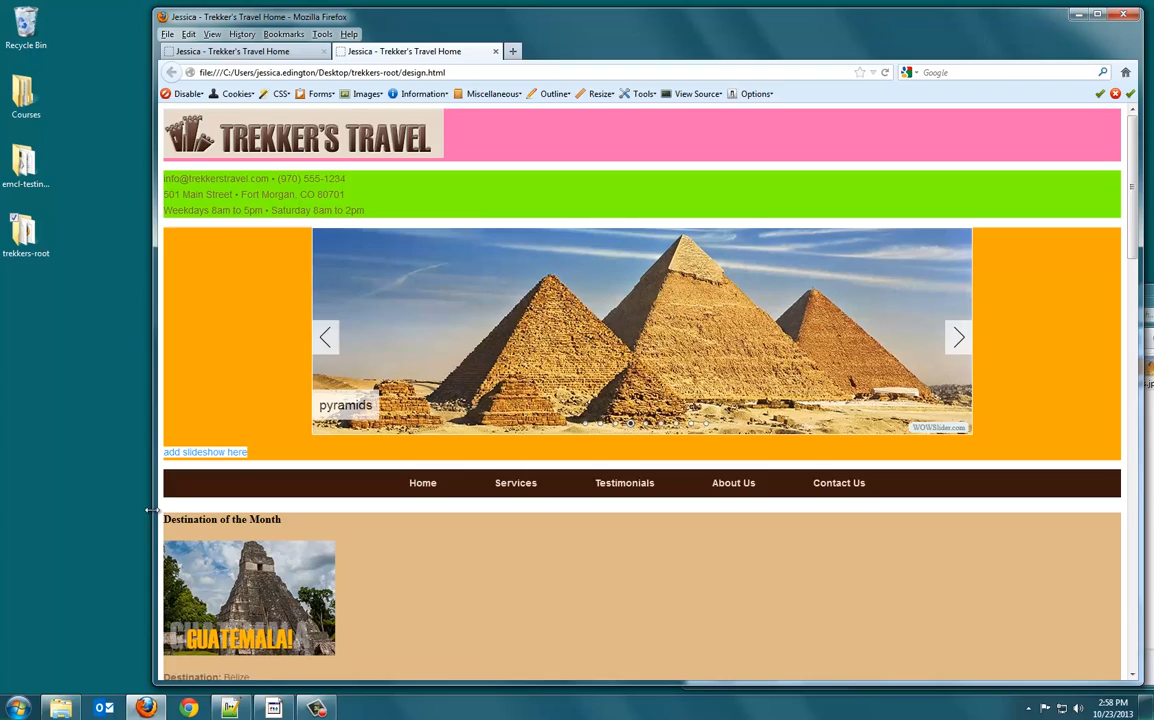 Recycle Bin
Courses
emcl-testin...
trekkers-root
Jessica - Trekker's Travel Home - Mozilla Firefox
File Edit View History Bookmarks Tools Help
Jessica - Trekker's Travel Home
Jessica - Trekker's Travel Home
file:///C:/Users/jessica.edington/Desktop/trekkers-root/design.html
Google
Disable Cookies CSS Forms Images Information Miscellaneous Outline Resize Tools View Source Options
TREKKER'S TRAVEL
info@trekkerstravel.com • (970) 555-1234
501 Main Street • Fort Morgan, CO 80701
Weekdays 8am to 5pm • Saturday 8am to 2pm
pyramids
WOWSlider.com
add slideshow here
Home Services Testimonials About Us Contact Us
Destination of the Month
GUATEMALA!
Destination: Belize
2:58 PM
10/23/2013